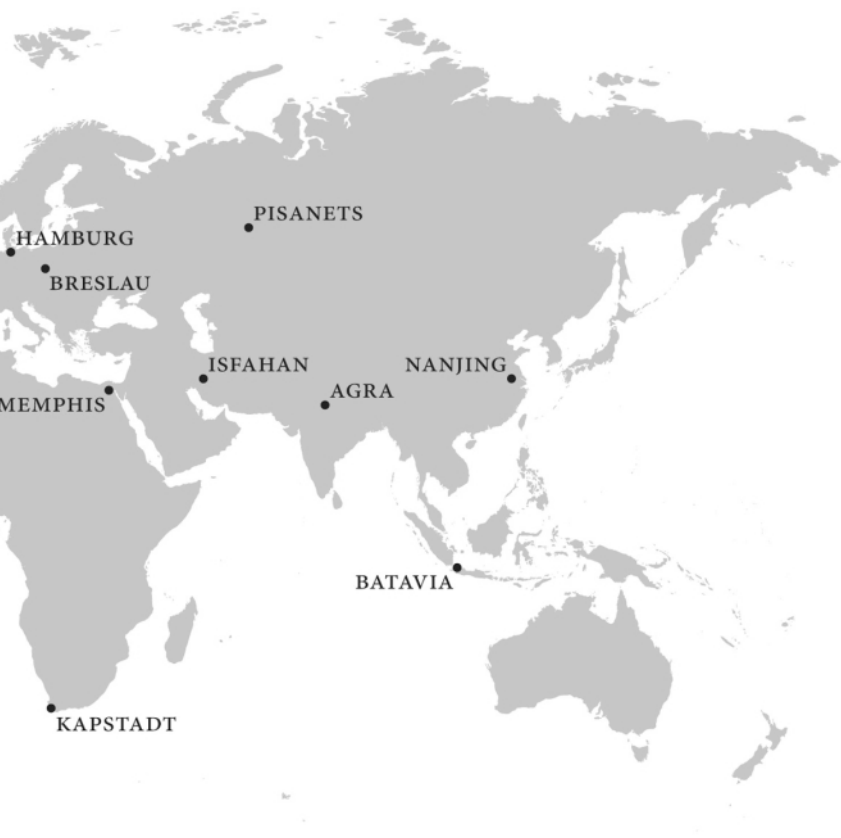 PISANETS
HAMBURG
BRESLAU
ISFAHAN
NANJING
AGRA
MEMPHIS
BATAVIA
KAPSTADT